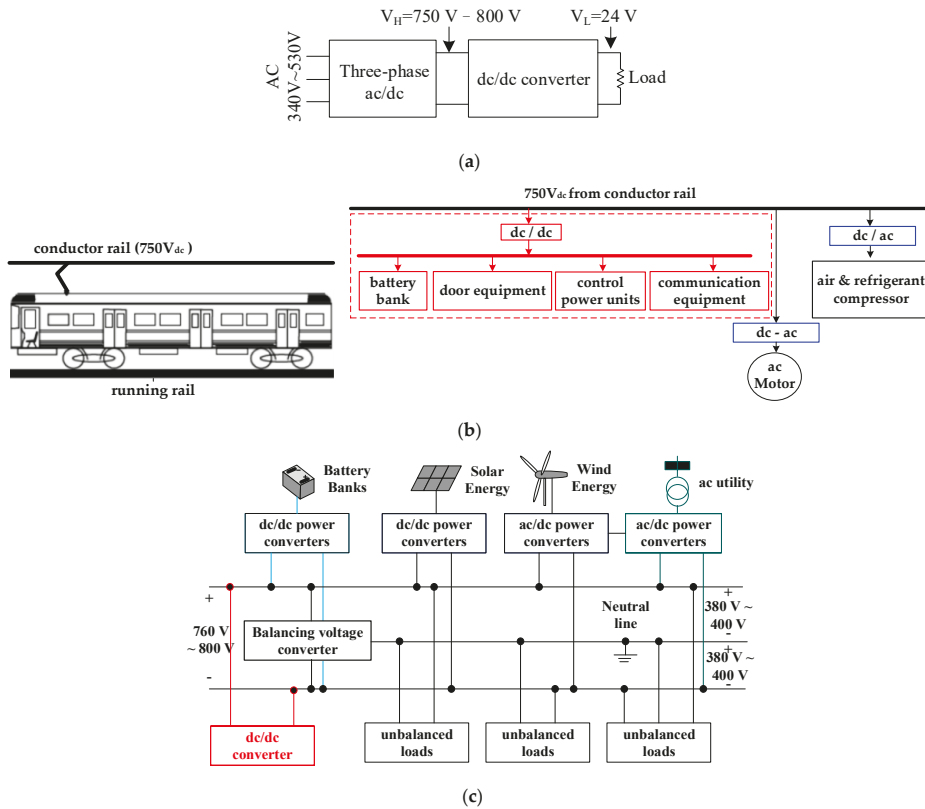 V_H=750 V – 800 V
V_L=24 V
AC
340V~530V
Three-phase
ac/dc
dc/dc converter
Load
(a)
750V_dc from conductor rail
conductor rail (750V_dc)
dc / dc
dc / ac
battery
bank
door equipment
control
power units
communication
equipment
air & refrigerant
compressor
dc - ac
ac
Motor
running rail
(b)
Battery
Banks
Solar
Energy
Wind
Energy
ac utility
dc/dc power
converters
dc/dc power
converters
ac/dc power
converters
ac/dc power
converters
+
760 V
~ 800 V
-
Balancing voltage
converter
Neutral
line
380 V ~
400 V
-
+
380 V ~
400 V
-
dc/dc
converter
unbalanced
loads
unbalanced
loads
unbalanced
loads
(c)